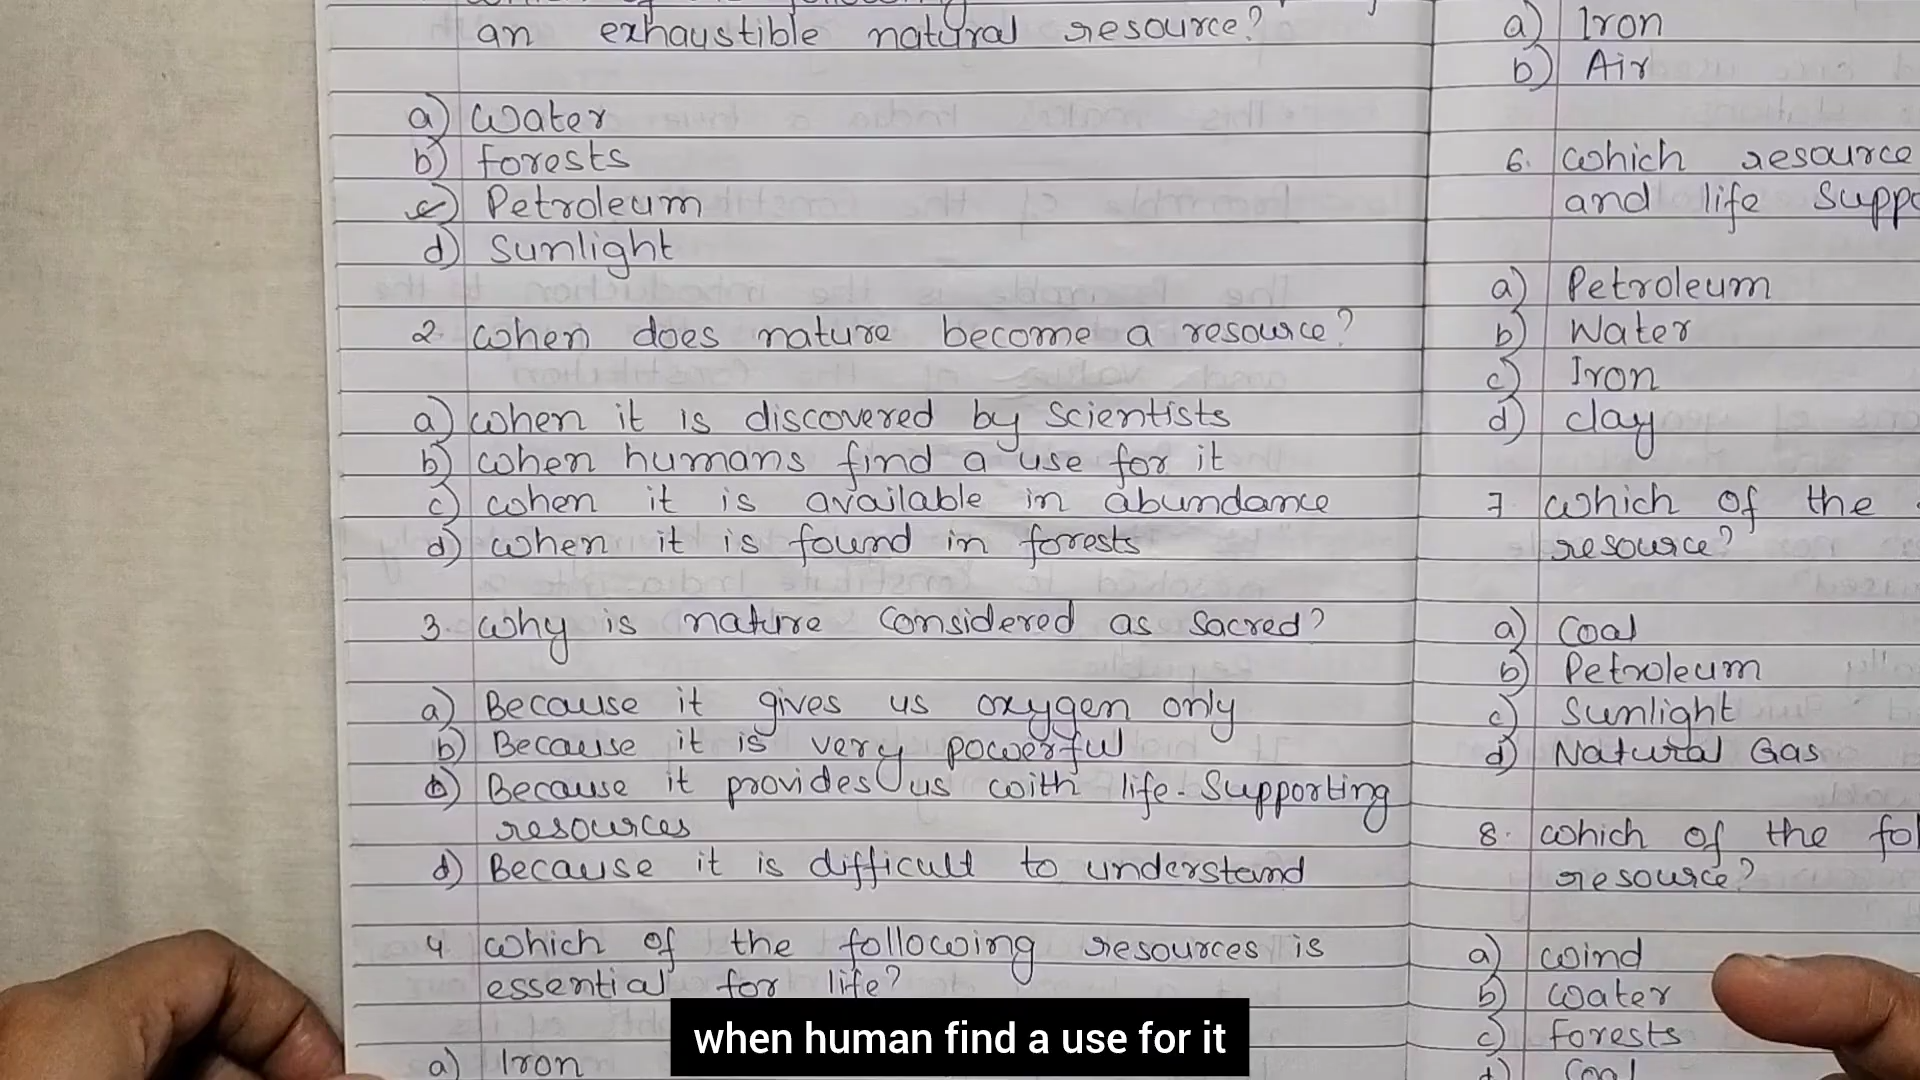 an exhaustible natural resource?
a) Water
b) forests
c) Petroleum
d) Sunlight
2. When does nature become a resource?
a) When it is discovered by Scientists
b) When humans find a use for it
c) When it is available in abundance
d) When it is found in forests
3. Why is nature Considered as Sacred?
a) Because it gives us oxygen only
b) Because it is very powerful
b) Because it provides us with life-Supporting
resources
d) Because it is difficult to understand
4. Which of the following resources is
essential for life?
a) Iron
a) Iron
b) Air
6. Which resource
and life
a) Petroleum
b) Water
c) Iron
d) clay
7. Which of the
resource?
a) Coal
b) Petroleum
c) Sunlight
d) Natural Gas
8. Which of the
resource?
a) Wind
b) Water
c) forests
d) Coal
when human find a use for it